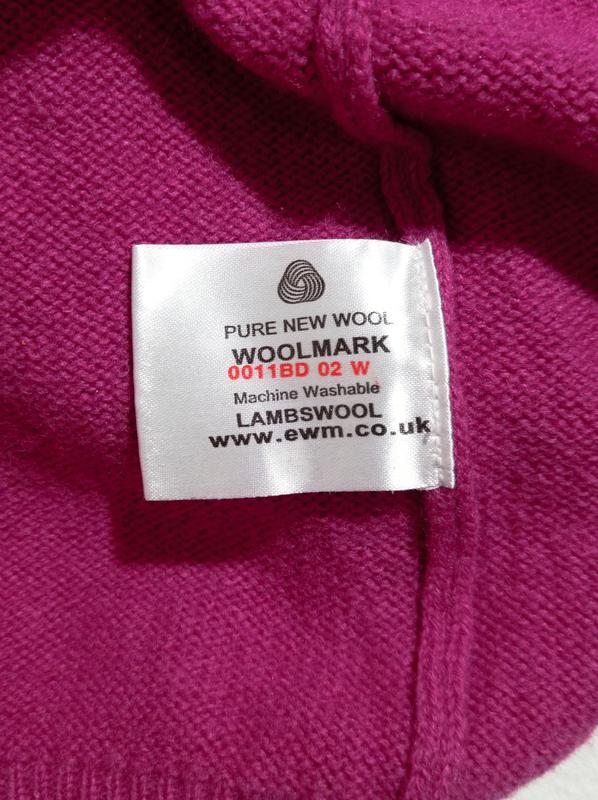 PURE NEW WOOL
WOOLMARK
0011BD 02 W
Machine Washable
LAMBSWOOL
www.ewm.co.uk